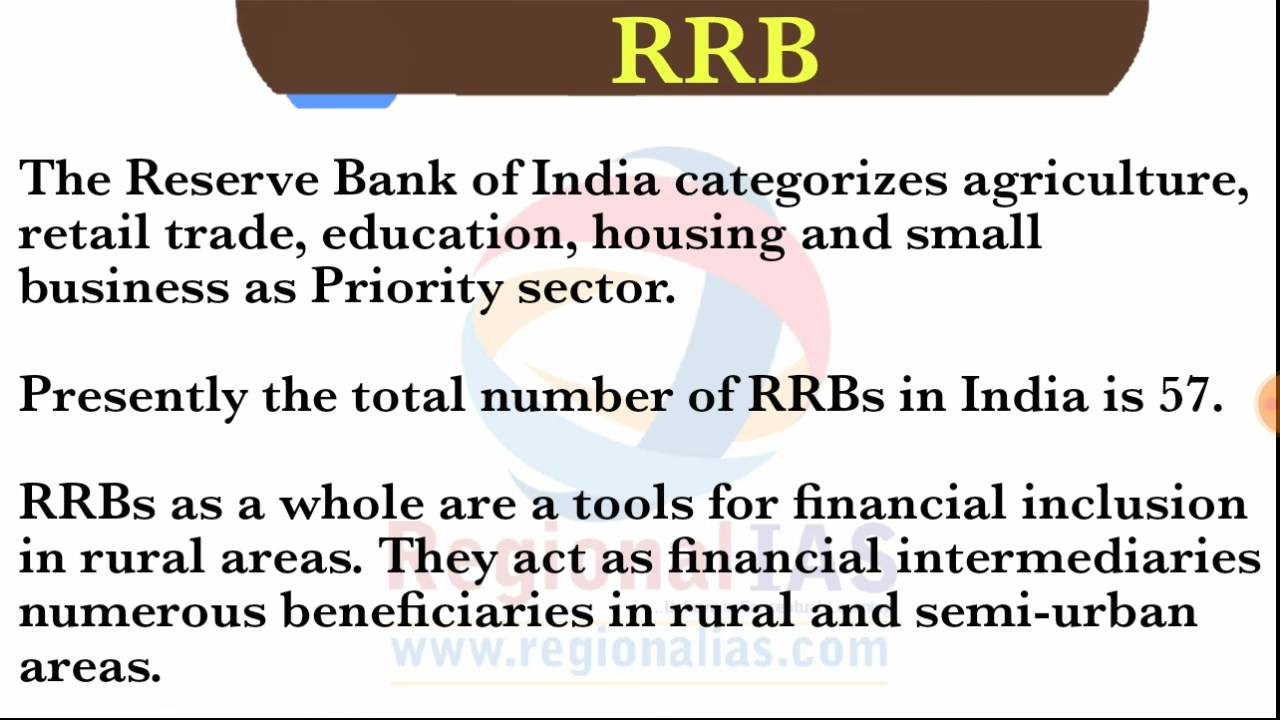 RRB
The Reserve Bank of India categorizes agriculture,
retail trade, education, housing and small
business as Priority sector.
Presently the total number of RRBs in India is 57.
RRBs as a whole are a tools for financial inclusion
in rural areas. They act as financial intermediaries
numerous beneficiaries in rural and semi-urban
areas.
Regional IAS
www.regionalias.com